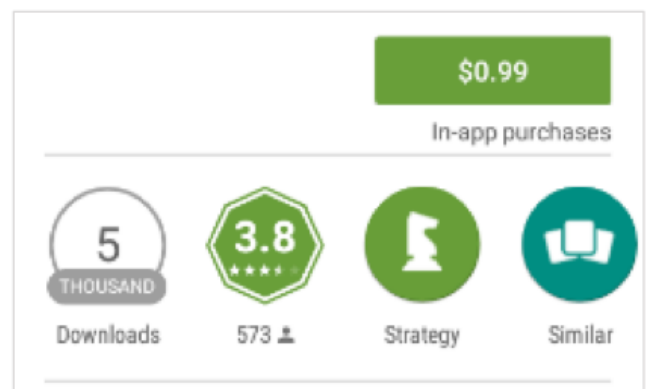 $0.99
In-app purchases
5
THOUSAND
Downloads
3.8
573
Strategy
Similar